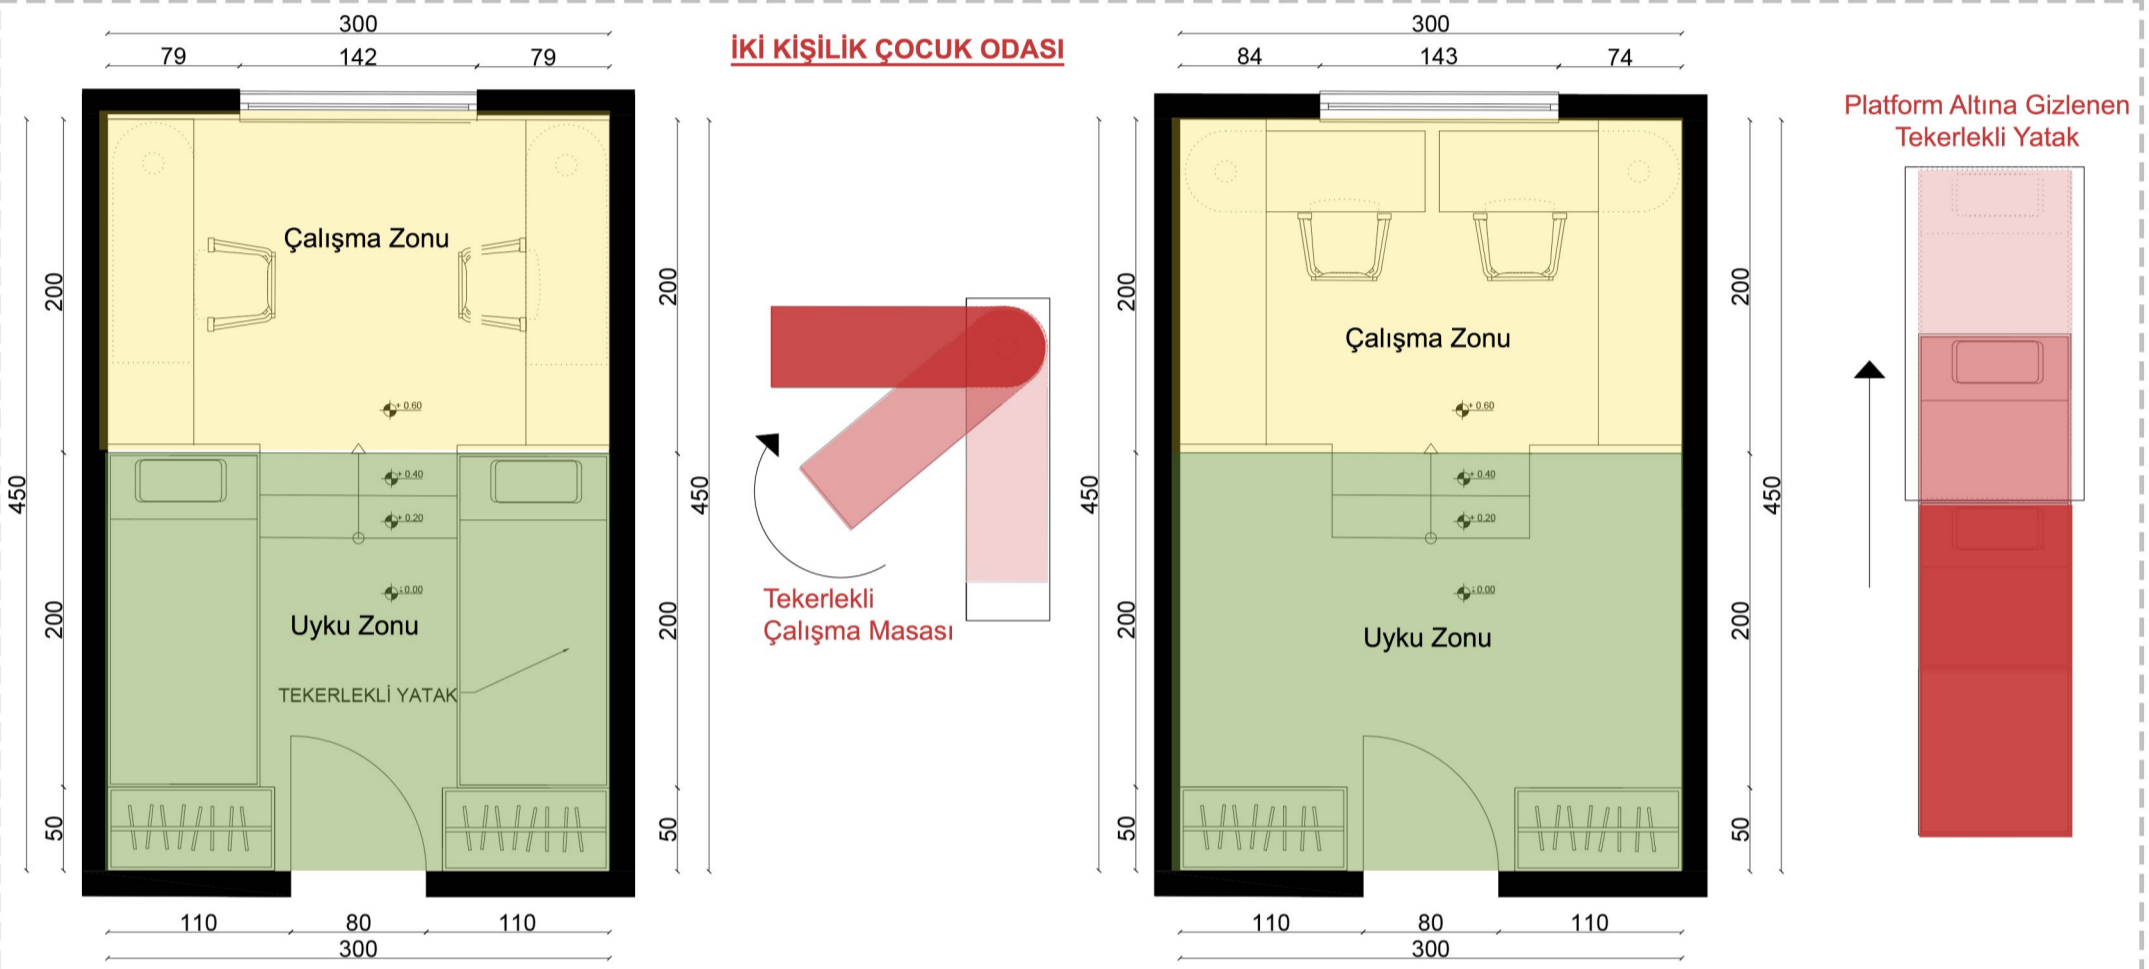 300
79 142 79
İKİ KİŞİLİK ÇOCUK ODASI
300
84 143 74
Platform Altına Gizlenen
Tekerlekli Yatak
Çalışma Zonu
+ 0.60
200
200
450
450
+ 0.40
+ 0.20
± 0.00
Uyku Zonu
TEKERLEKLİ YATAK
200
200
50
50
110 80 110
300
Tekerlekli
Çalışma Masası
Çalışma Zonu
+ 0.60
200
200
450
450
+ 0.40
+ 0.20
± 0.00
Uyku Zonu
200
200
50
50
110 80 110
300